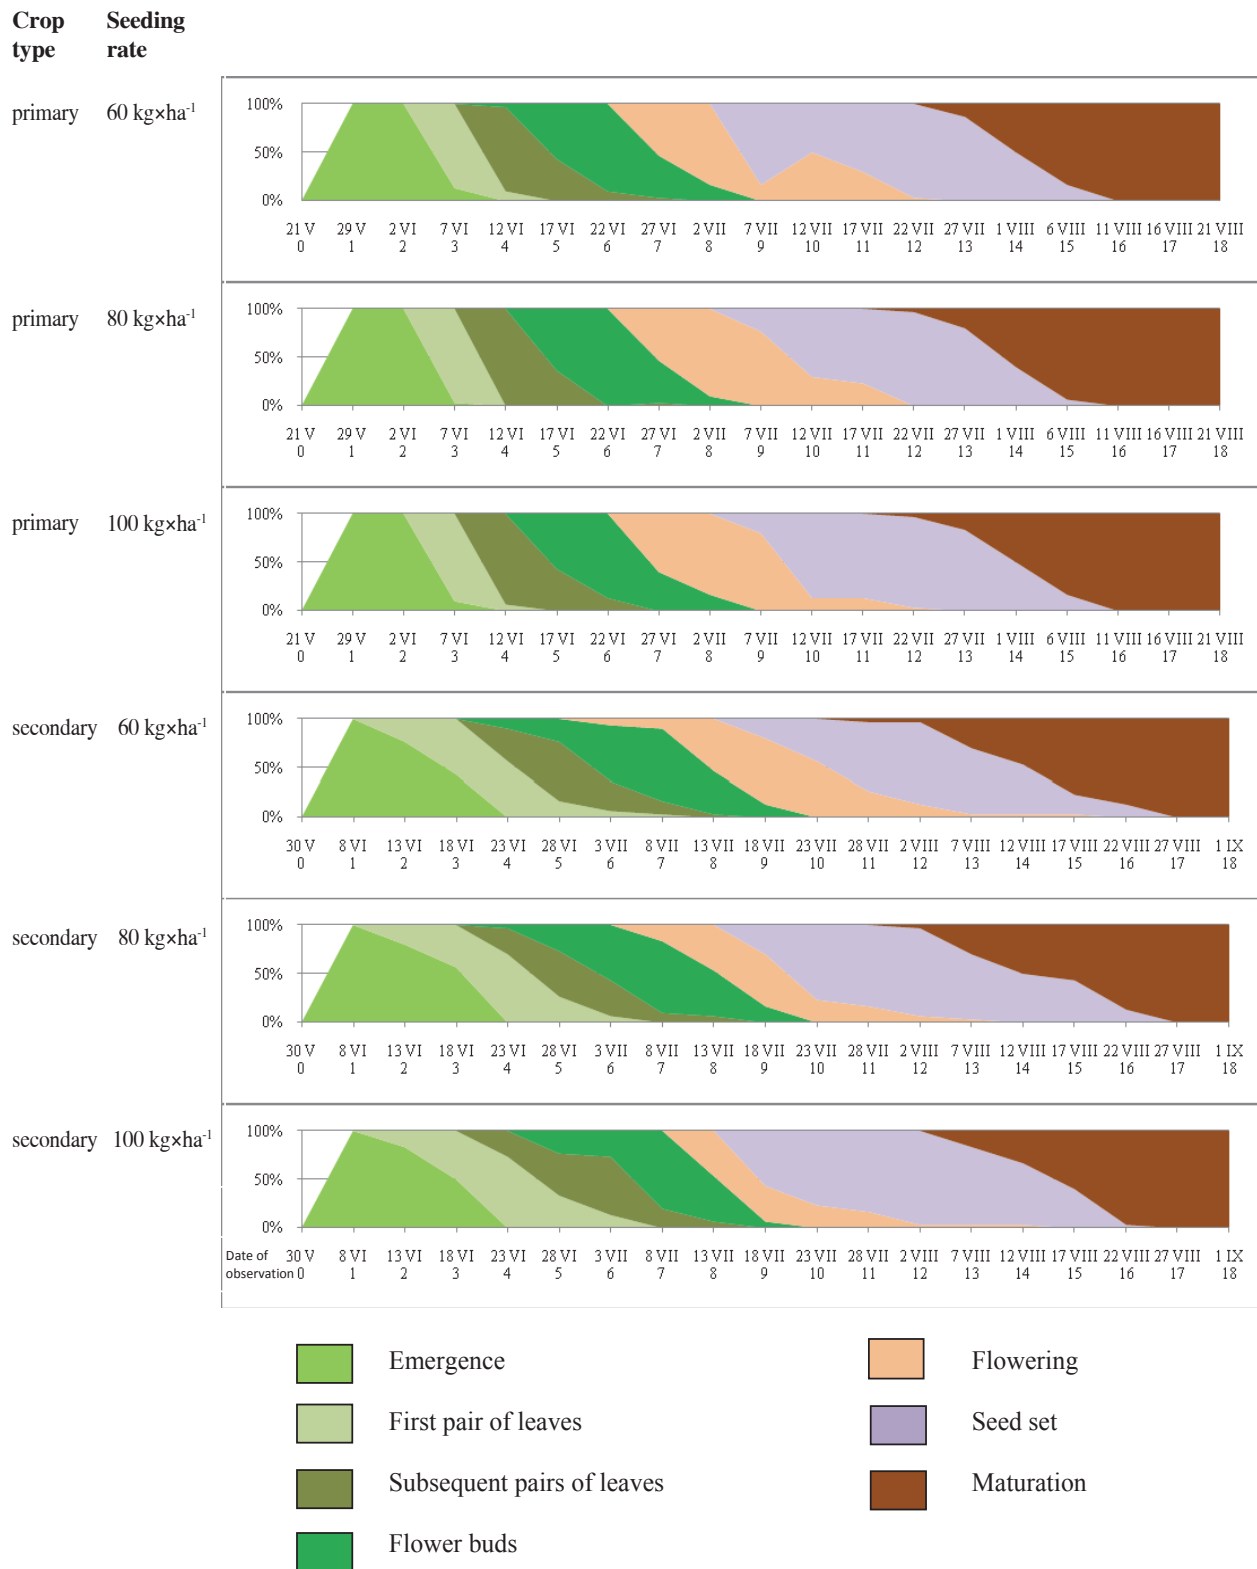 Crop type Seeding rate
primary 60 kg×ha-1
100%
50%
0%
21 V 29 V 2 VI 7 VI 12 VI 17 VI 22 VI 27 VI 2 VII 7 VII 12 VII 17 VII 22 VII 27 VII 1 VIII 6 VIII 11 VIII 16 VIII 21 VIII
0 1 2 3 4 5 6 7 8 9 10 11 12 13 14 15 16 17 18
primary 80 kg×ha-1
100%
50%
0%
21 V 29 V 2 VI 7 VI 12 VI 17 VI 22 VI 27 VI 2 VII 7 VII 12 VII 17 VII 22 VII 27 VII 1 VIII 6 VIII 11 VIII 16 VIII 21 VIII
0 1 2 3 4 5 6 7 8 9 10 11 12 13 14 15 16 17 18
primary 100 kg×ha-1
100%
50%
0%
21 V 29 V 2 VI 7 VI 12 VI 17 VI 22 VI 27 VI 2 VII 7 VII 12 VII 17 VII 22 VII 27 VII 1 VIII 6 VIII 11 VIII 16 VIII 21 VIII
0 1 2 3 4 5 6 7 8 9 10 11 12 13 14 15 16 17 18
secondary 60 kg×ha-1
100%
50%
0%
30 V 8 VI 13 VI 18 VI 23 VI 28 VI 3 VII 8 VII 13 VII 18 VII 23 VII 28 VII 2 VIII 7 VIII 12 VIII 17 VIII 22 VIII 27 VIII 1 IX
0 1 2 3 4 5 6 7 8 9 10 11 12 13 14 15 16 17 18
secondary 80 kg×ha-1
100%
50%
0%
30 V 8 VI 13 VI 18 VI 23 VI 28 VI 3 VII 8 VII 13 VII 18 VII 23 VII 28 VII 2 VIII 7 VIII 12 VIII 17 VIII 22 VIII 27 VIII 1 IX
0 1 2 3 4 5 6 7 8 9 10 11 12 13 14 15 16 17 18
secondary 100 kg×ha-1
100%
50%
0%
Date of 30 V 8 VI 13 VI 18 VI 23 VI 28 VI 3 VII 8 VII 13 VII 18 VII 23 VII 28 VII 2 VIII 7 VIII 12 VIII 17 VIII 22 VIII 27 VIII 1 IX
observation 0 1 2 3 4 5 6 7 8 9 10 11 12 13 14 15 16 17 18
Emergence
First pair of leaves
Subsequent pairs of leaves
Flower buds
Flowering
Seed set
Maturation